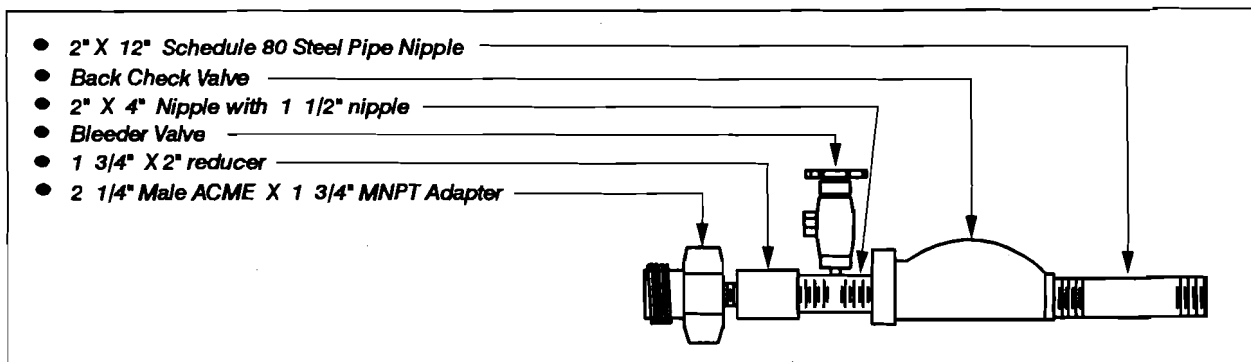 ● 2" X 12" Schedule 80 Steel Pipe Nipple
● Back Check Valve
● 2" X 4" Nipple with 1 1/2" nipple
● Bleeder Valve
● 1 3/4" X 2" reducer
● 2 1/4" Male ACME X 1 3/4" MNPT Adapter